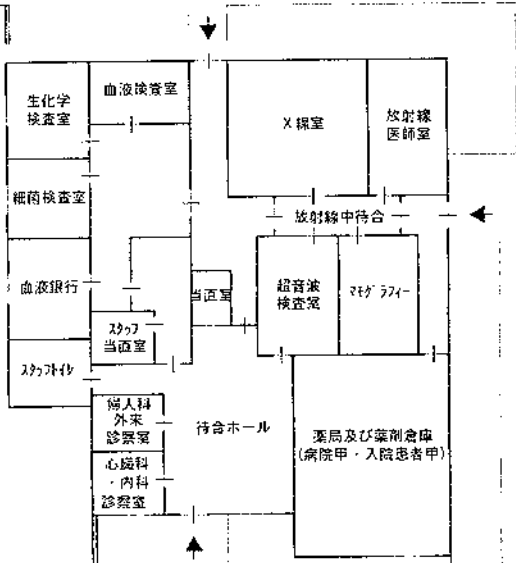 生化学
検査室
血液検査室
X線室
放射線
医師室
細菌検査室
放射線中待合
血液銀行
当直室
超音波
検査室
マモグラフィー
スタッフ
当直室
スタッフトイレ
婦人科
外来
診察室
待合ホール
薬局及び薬剤倉庫
(病院甲・入院患者甲)
心臓科
・内科
診察室